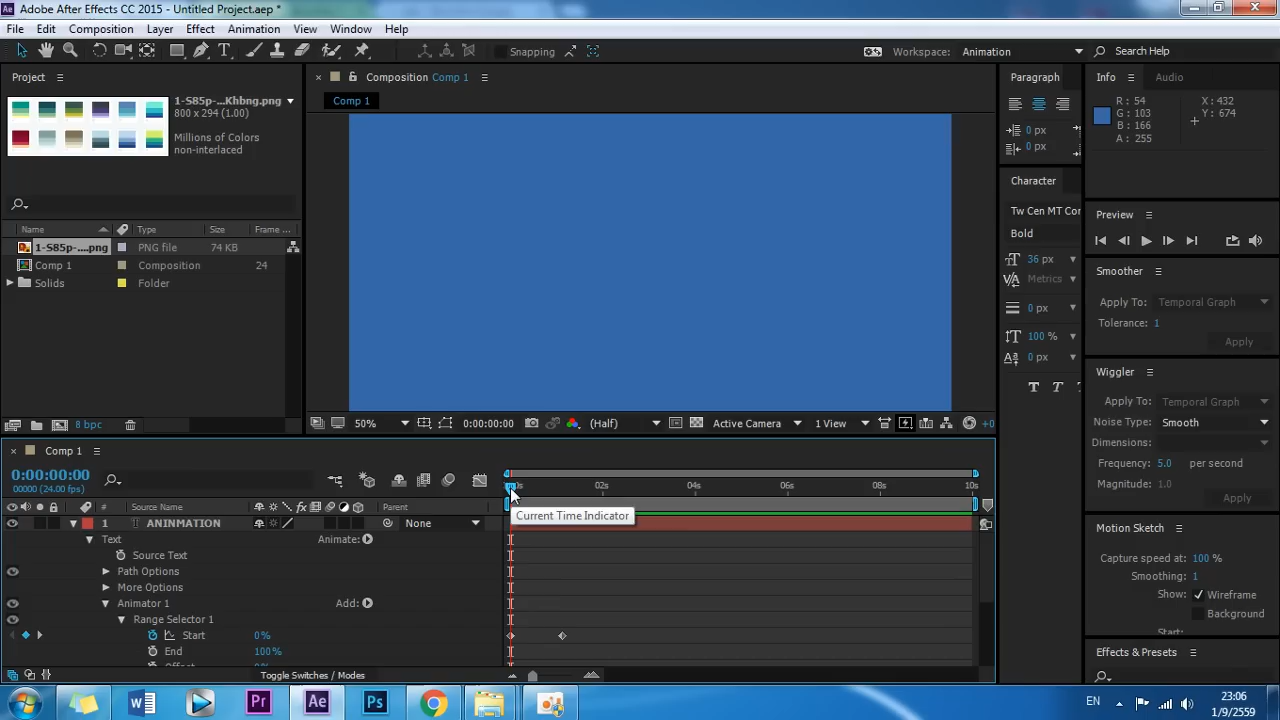 Adobe After Effects CC 2015 - Untitled Project.aep *
File Edit Composition Layer Effect Animation View Window Help
Snapping
Workspace: Animation
Search Help
Project
1-S85p-...Khbng.png
800 x 294 (1.00)
Millions of Colors
non-interlaced
Name Type Size Frame ...
1-S85p-....png PNG file 74 KB
Comp 1 Composition 24
Solids Folder
8 bpc
Composition Comp 1
Comp 1
50% 0:00:00:00 (Half) Active Camera 1 View +0
Paragraph
0 px
0 px
Character
Tw Cen MT Con
Bold
36 px
Metrics
0 px
100 %
0 px
T T
Info Audio
R : 54
G : 103
B : 166
A : 255
X : 432
Y : 674
Preview
Smoother
Apply To: Temporal Graph
Tolerance: 1
Apply
Wiggler
Apply To: Temporal Graph
Noise Type: Smooth
Dimensions:
Frequency: 5.0 per second
Magnitude: 1.0
Apply
Motion Sketch
Capture speed at: 100 %
Smoothing: 1
Show: Wireframe
Background
Start:
Effects & Presets
Comp 1
0:00:00:00
00000 (24.00 fps)
02s 04s 06s 08s 10s
# Source Name Parent
Current Time Indicator
1 T ANINMATION None
Text Animate:
Source Text
Path Options
More Options
Animator 1 Add:
Range Selector 1
Start 0%
End 100%
Toggle Switches / Modes
W Pr Ae Ps
EN
23:06
1/9/2559